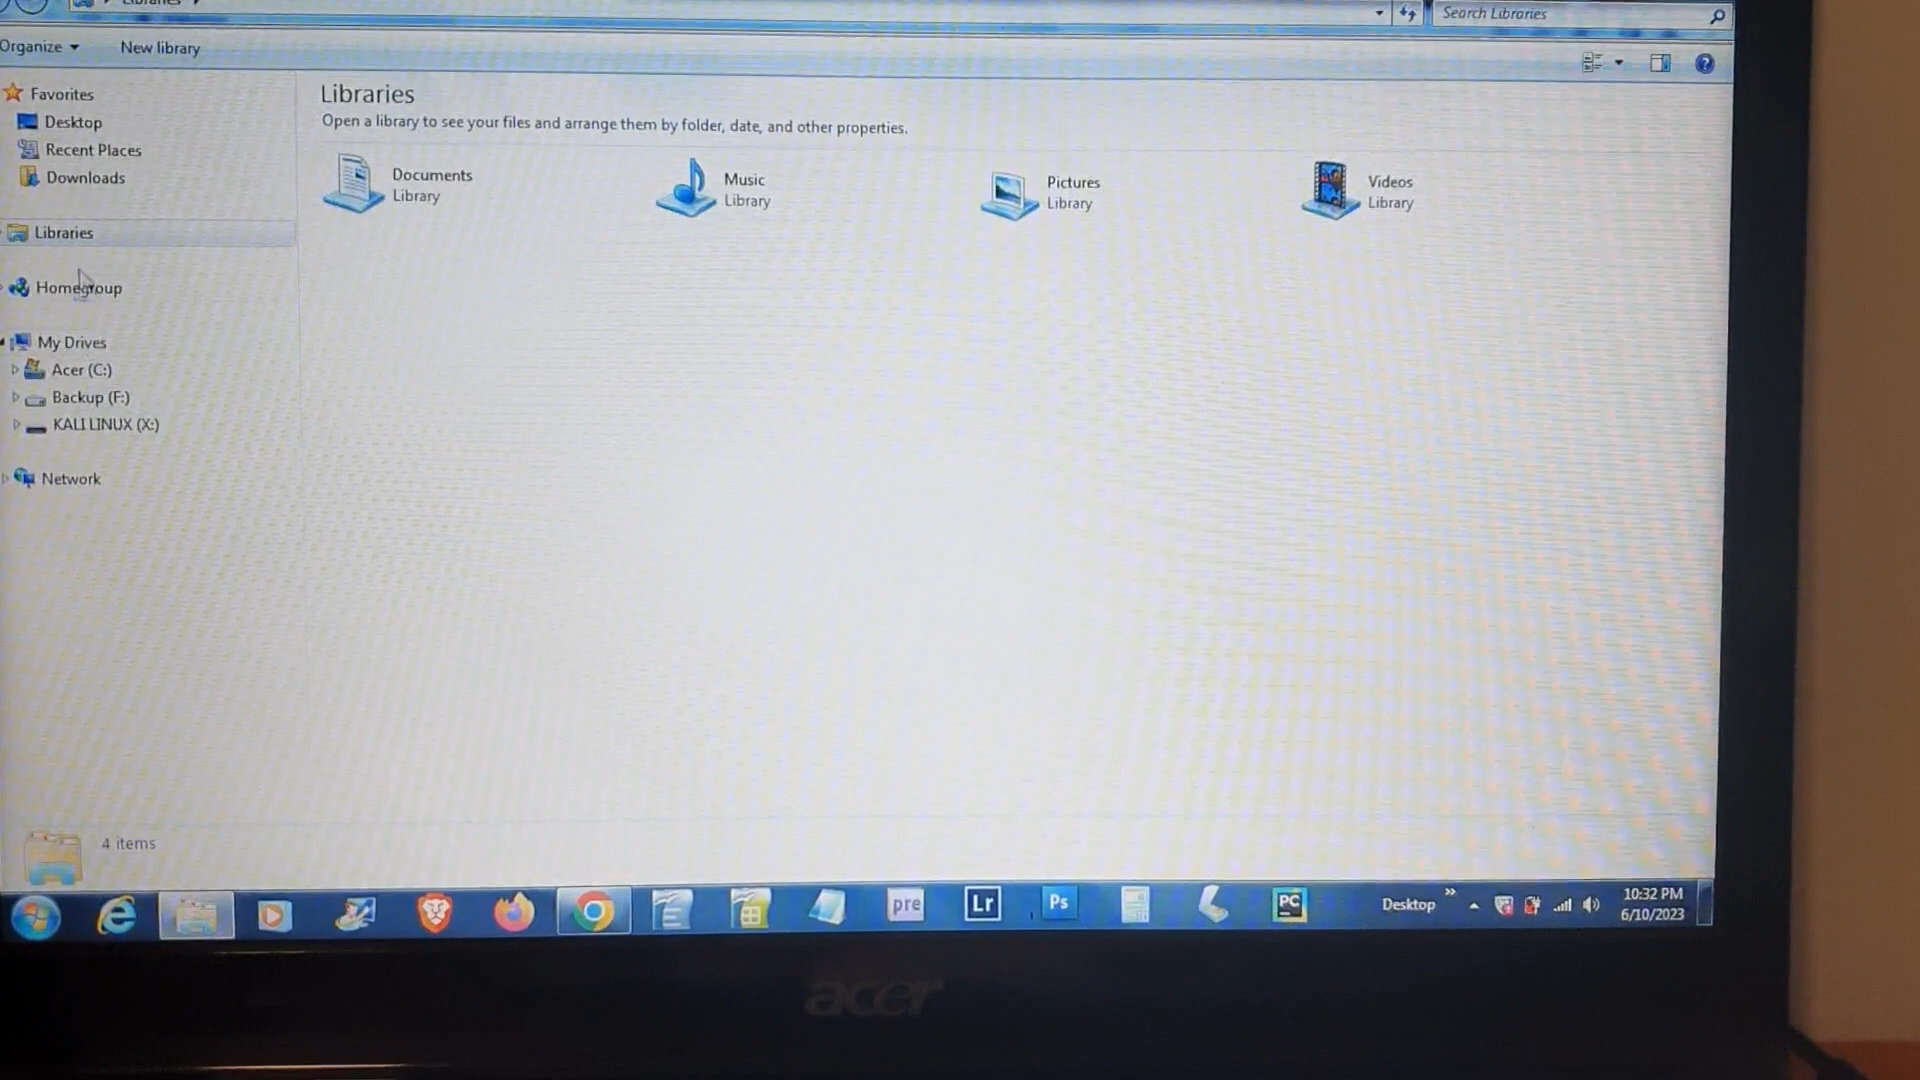 Libraries
Search Libraries
Organize
New library
Favorites
Desktop
Recent Places
Downloads
Libraries
Homegroup
My Drives
Acer (C:)
Backup (F:)
KALI LINUX (X:)
Network
Libraries
Open a library to see your files and arrange them by folder, date, and other properties.
Documents
Library
Music
Library
Pictures
Library
Videos
Library
4 items
pre
Lr
Ps
PC
Desktop
10:32 PM
6/10/2023
acer